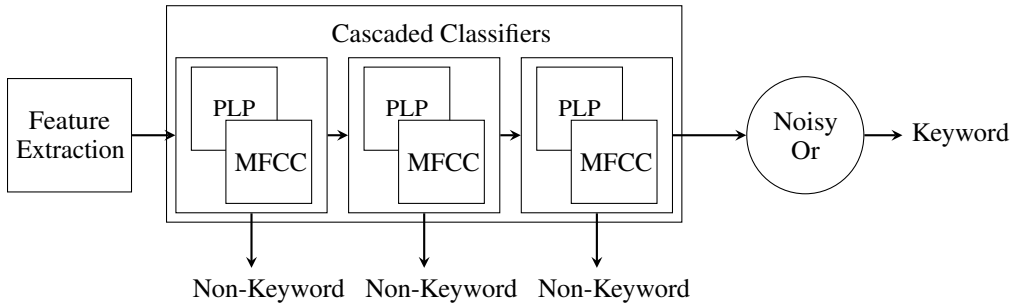 Cascaded Classifiers
Feature
Extraction
PLP
MFCC
PLP
MFCC
PLP
MFCC
Noisy
Or
Keyword
Non-Keyword
Non-Keyword
Non-Keyword